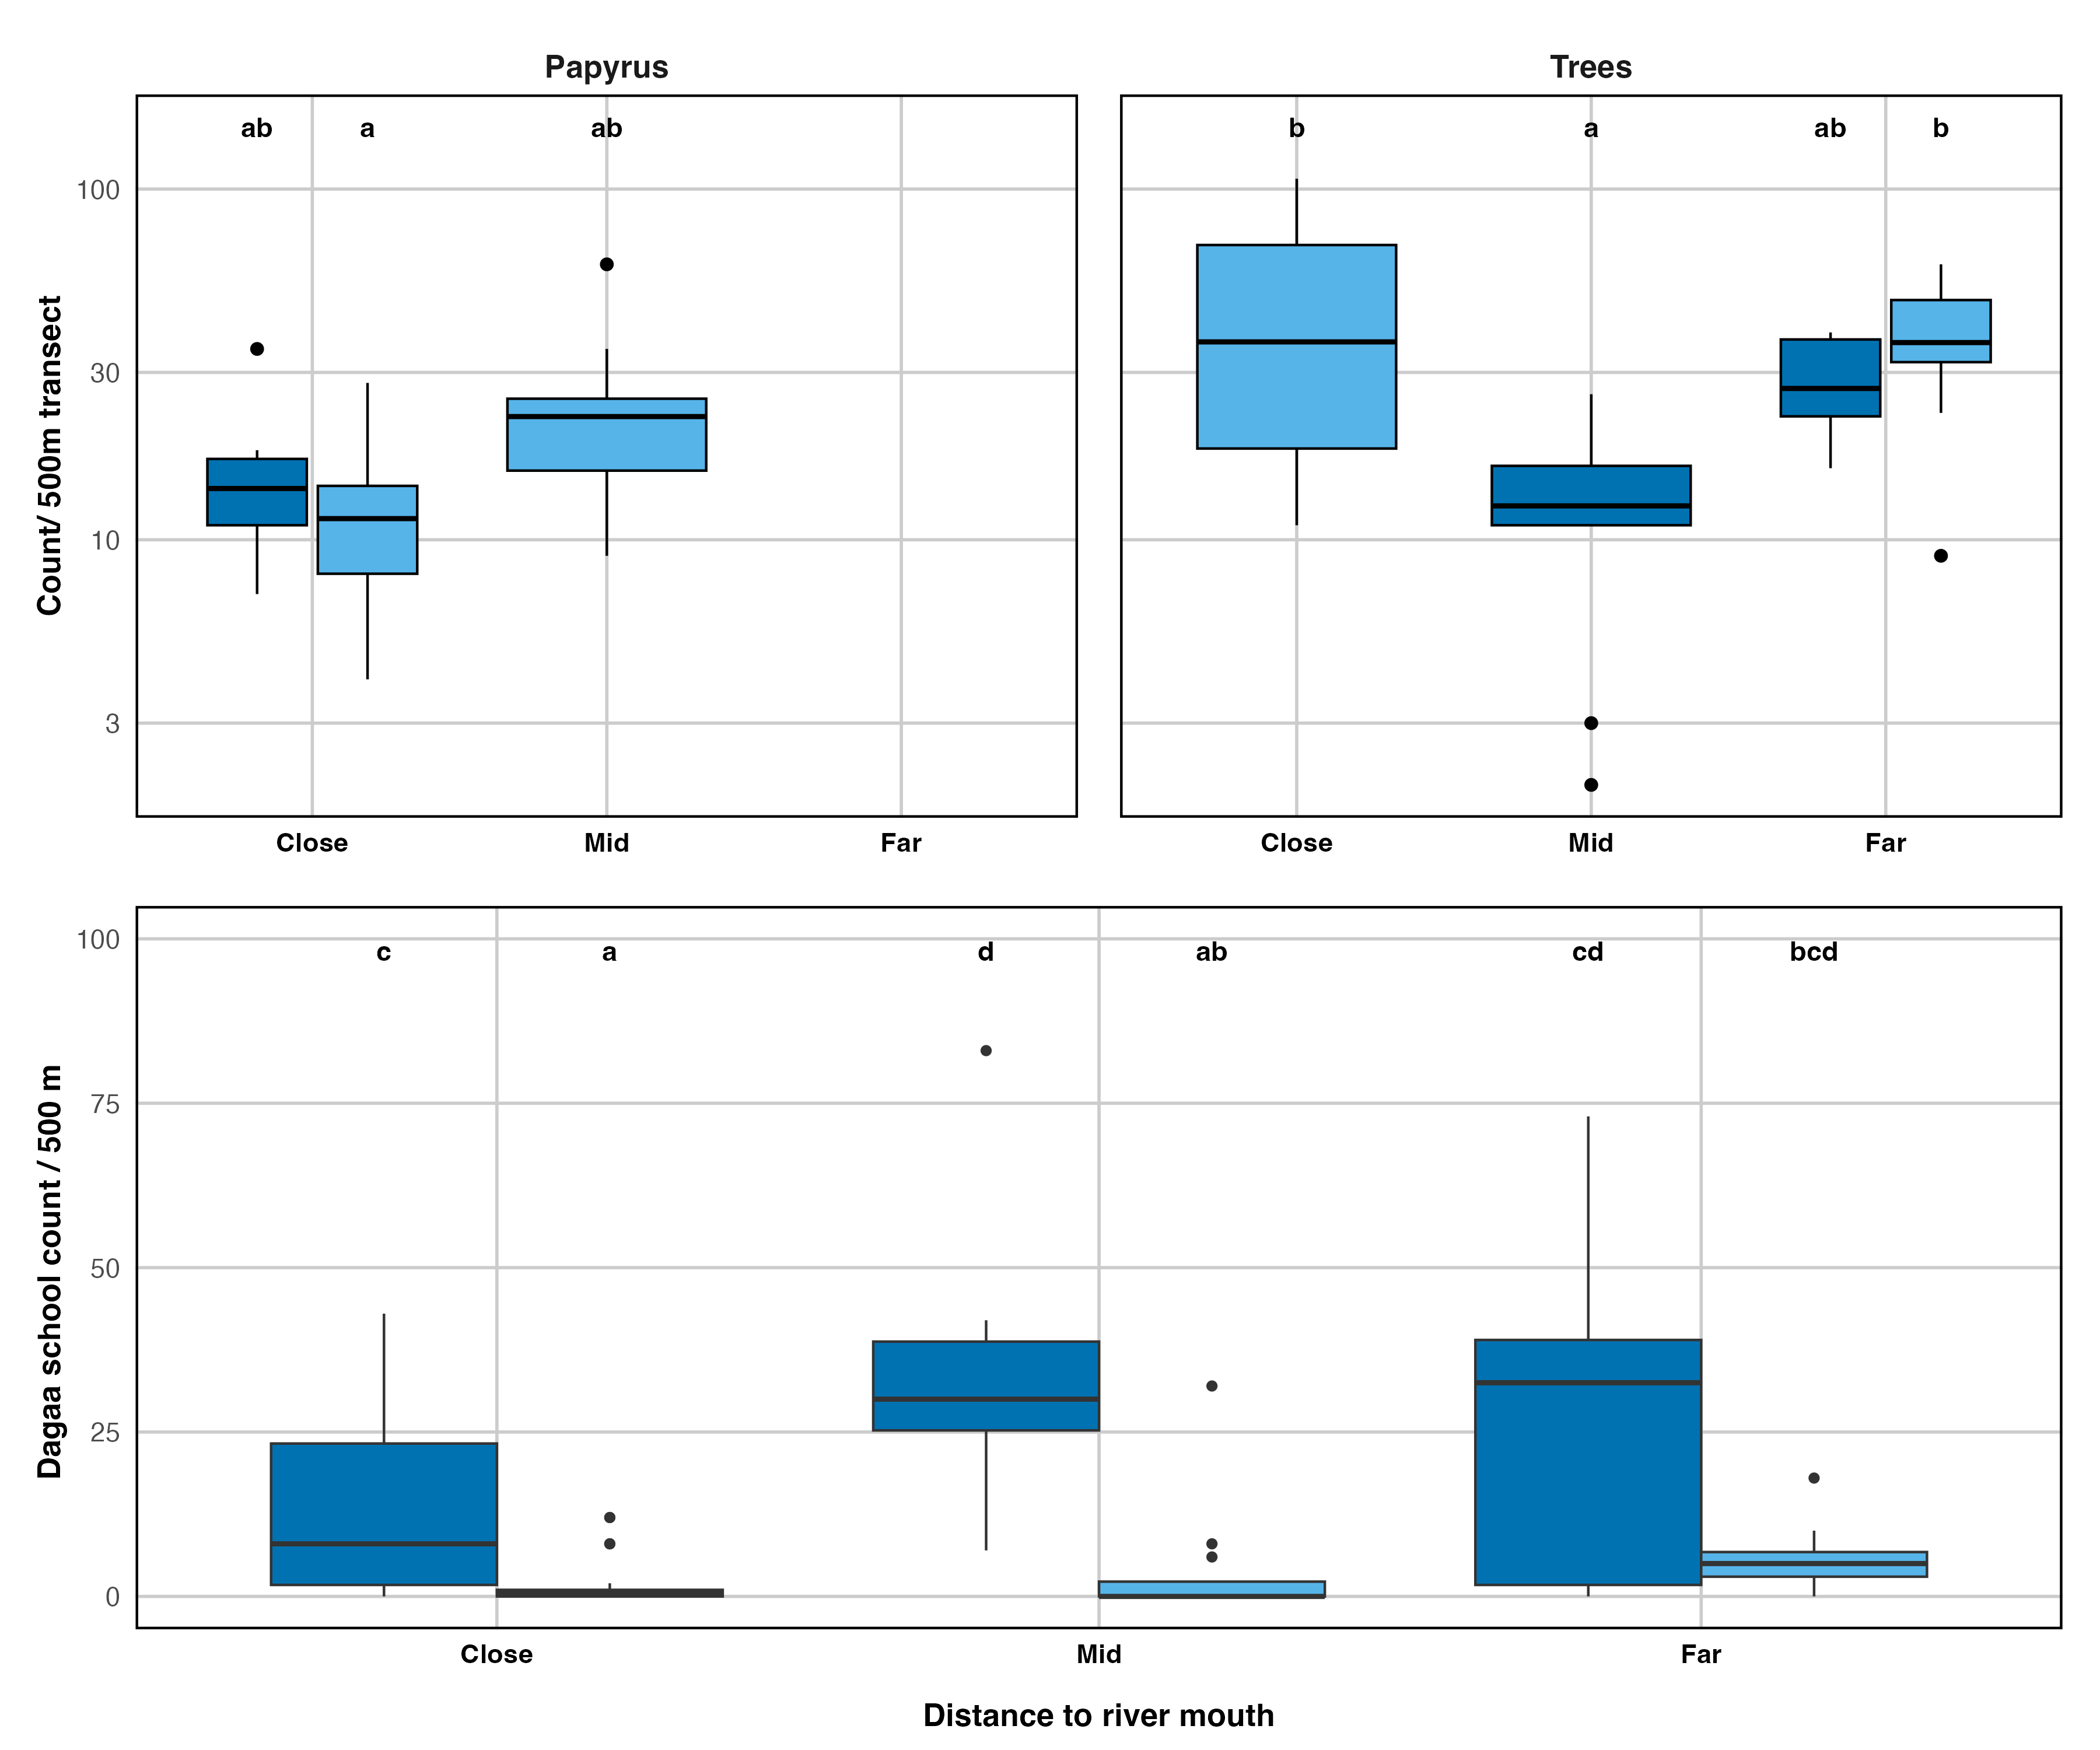 Papyrus
Trees
ab a ab
b a ab b
Count/ 500m transect
100
30
10
3
Close Mid Far
Close Mid Far
Dagaa school count / 500 m
100
75
50
25
0
c a d ab cd bcd
Close Mid Far
Distance to river mouth